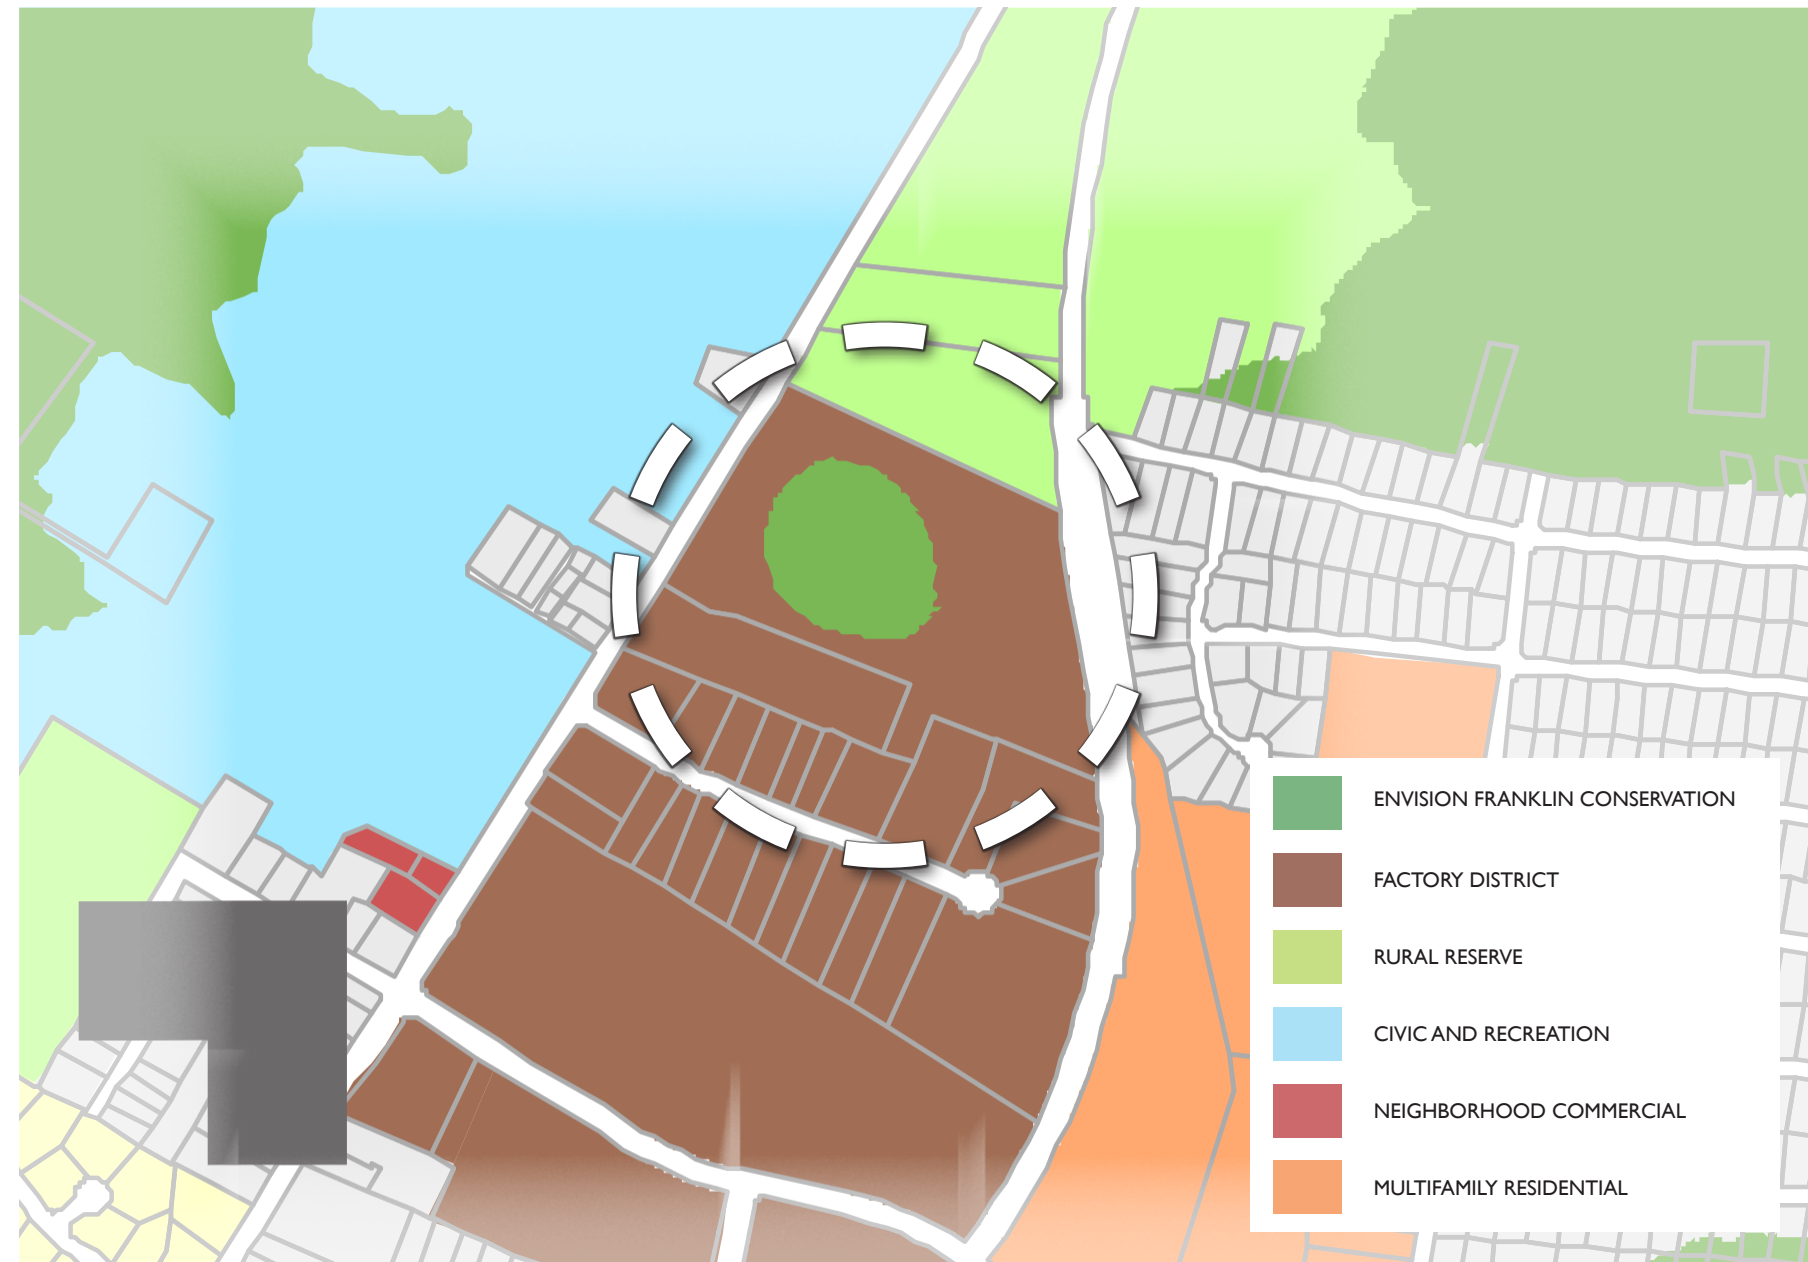 ENVISION FRANKLIN CONSERVATION
FACTORY DISTRICT
RURAL RESERVE
CIVIC AND RECREATION
NEIGHBORHOOD COMMERCIAL
MULTIFAMILY RESIDENTIAL